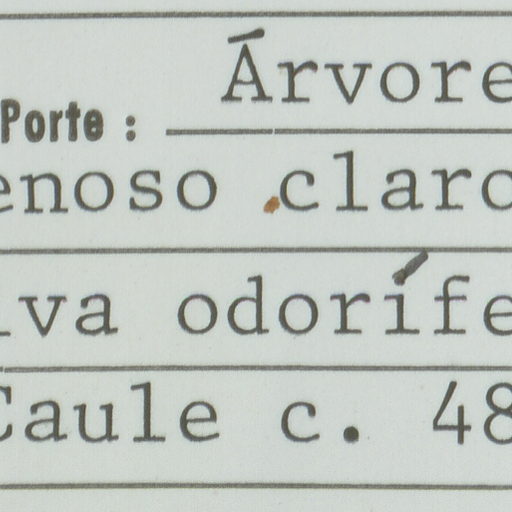 Porte: Árvore
enoso claro
iva odorífe
Caule c. 48